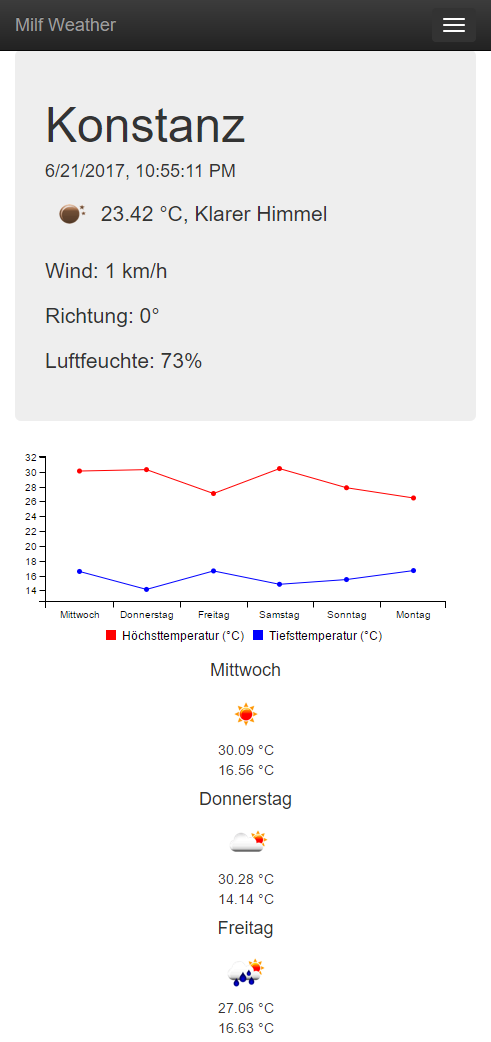 Milf Weather
Konstanz
6/21/2017, 10:55:11 PM
23.42 °C, Klarer Himmel
Wind: 1 km/h
Richtung: 0°
Luftfeuchte: 73%
32
30
28
26
24
22
20
18
16
14
Mittwoch Donnerstag Freitag Samstag Sonntag Montag
Höchsttemperatur (°C) Tiefsttemperatur (°C)
Mittwoch
30.09 °C
16.56 °C
Donnerstag
30.28 °C
14.14 °C
Freitag
27.06 °C
16.63 °C